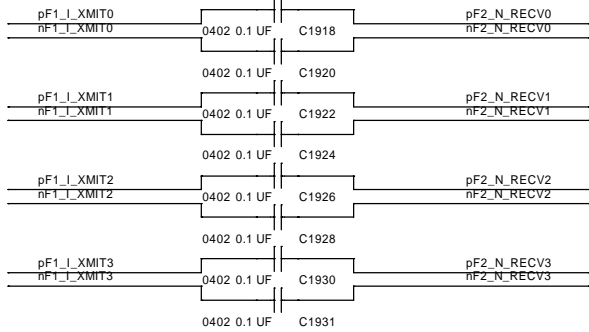 pF1_I_XMIT0 pF2_N_RECV0
nF1_I_XMIT0 nF2_N_RECV0
0402 0.1 UF C1918
0402 0.1 UF C1920
pF1_I_XMIT1 pF2_N_RECV1
nF1_I_XMIT1 nF2_N_RECV1
0402 0.1 UF C1922
0402 0.1 UF C1924
pF1_I_XMIT2 pF2_N_RECV2
nF1_I_XMIT2 nF2_N_RECV2
0402 0.1 UF C1926
0402 0.1 UF C1928
pF1_I_XMIT3 pF2_N_RECV3
nF1_I_XMIT3 nF2_N_RECV3
0402 0.1 UF C1930
0402 0.1 UF C1931